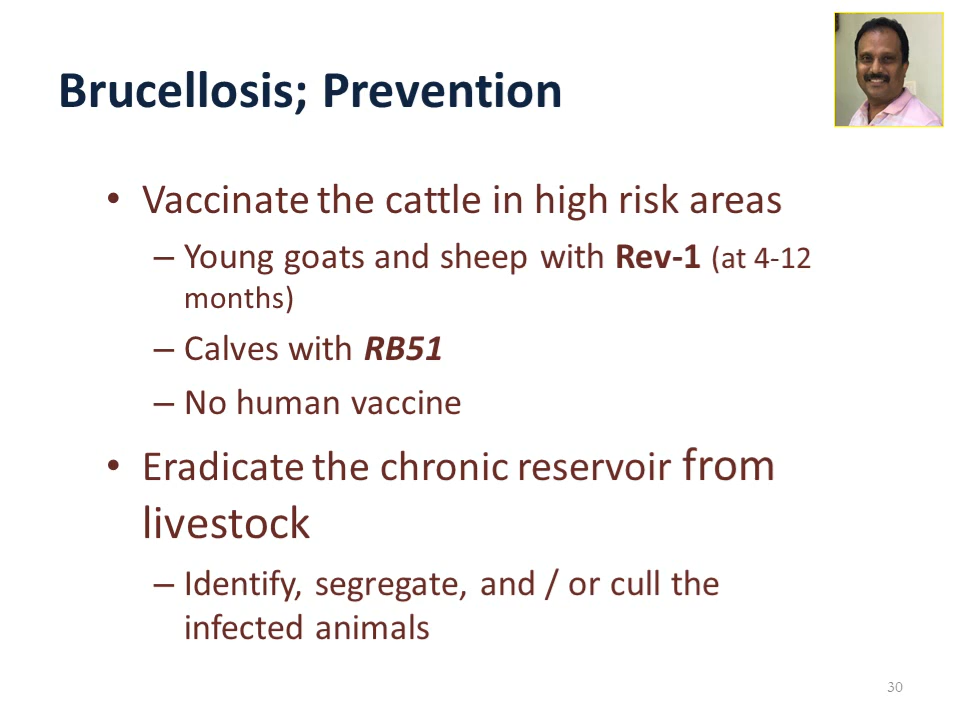 Brucellosis; Prevention
• Vaccinate the cattle in high risk areas
– Young goats and sheep with Rev-1 (at 4-12
months)
– Calves with RB51
– No human vaccine
• Eradicate the chronic reservoir from
livestock
– Identify, segregate, and / or cull the
infected animals
30